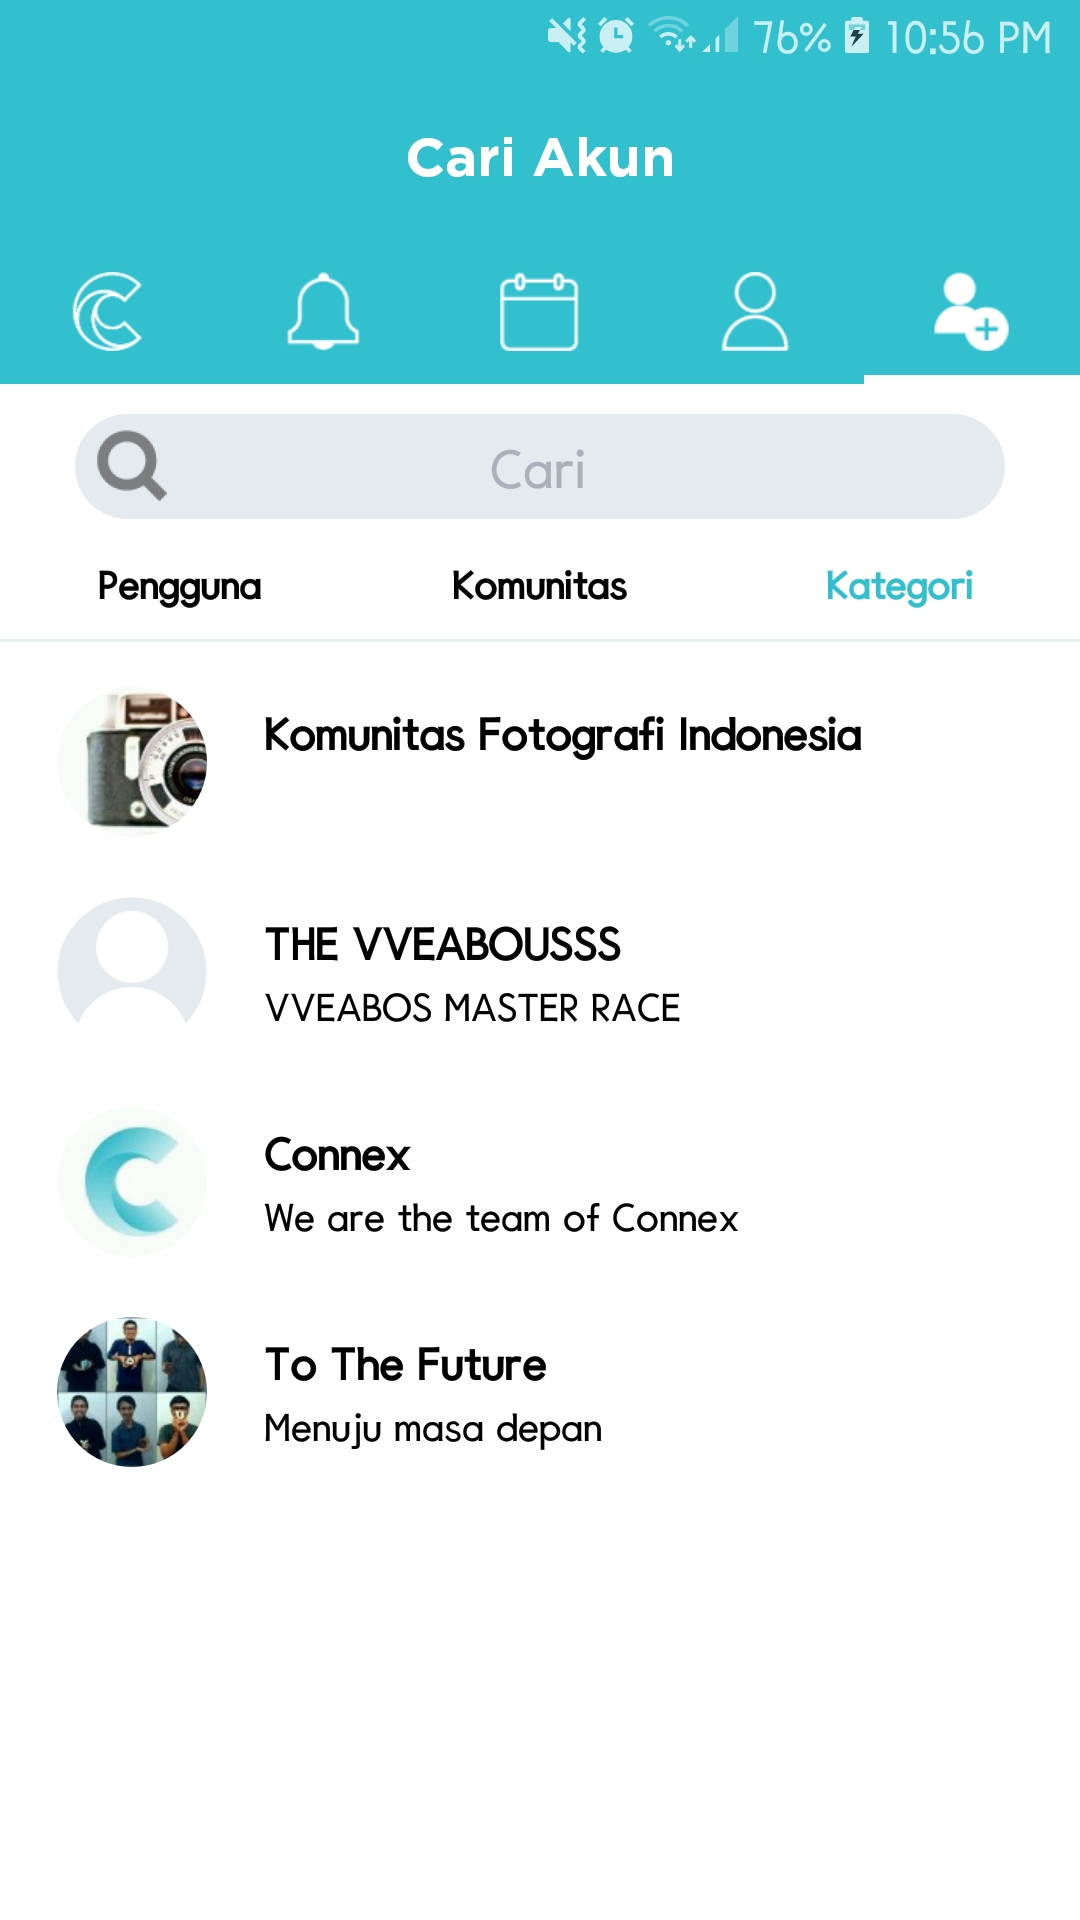 76% 10:56 PM
Cari Akun
Cari
Pengguna Komunitas Kategori
Komunitas Fotografi Indonesia
THE VVEABOUSSS
VVEABOS MASTER RACE
Connex
We are the team of Connex
To The Future
Menuju masa depan